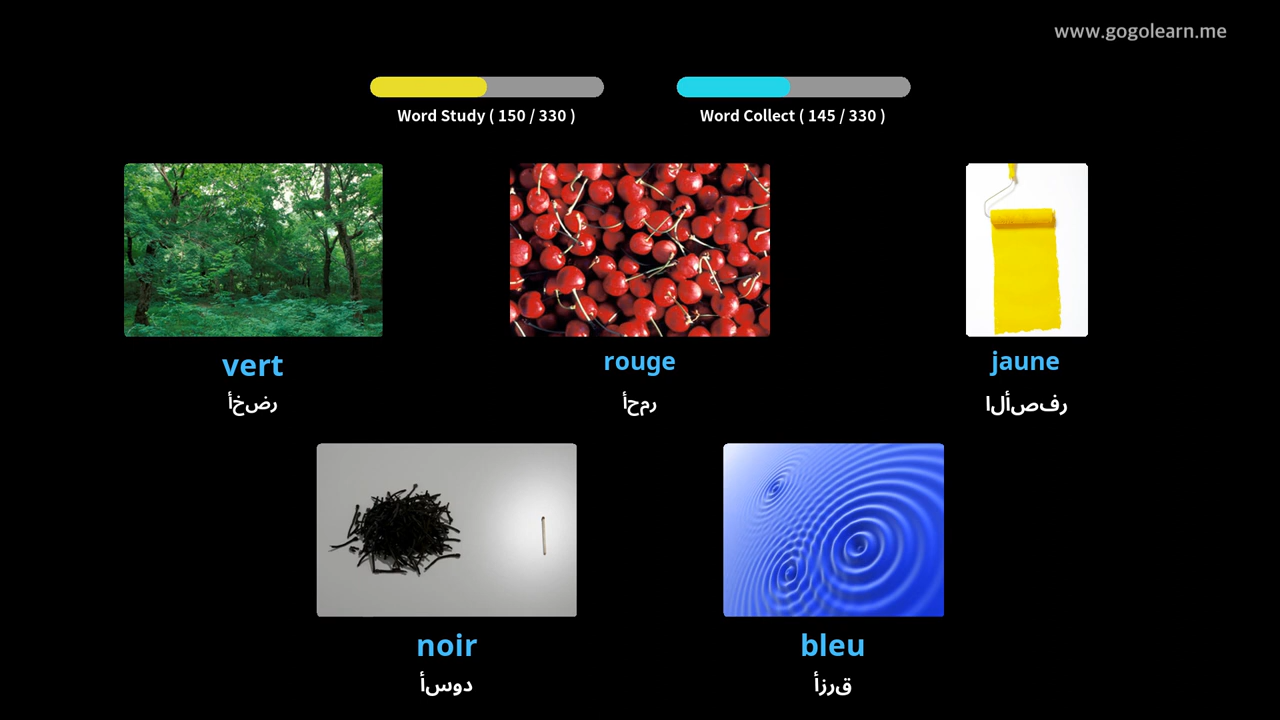 www.gogolearn.me
Word Study ( 150 / 330 )
Word Collect ( 145 / 330 )
vert
رضخأ
rouge
رمحأ
jaune
رفصألا
noir
دوسأ
bleu
قرزأ